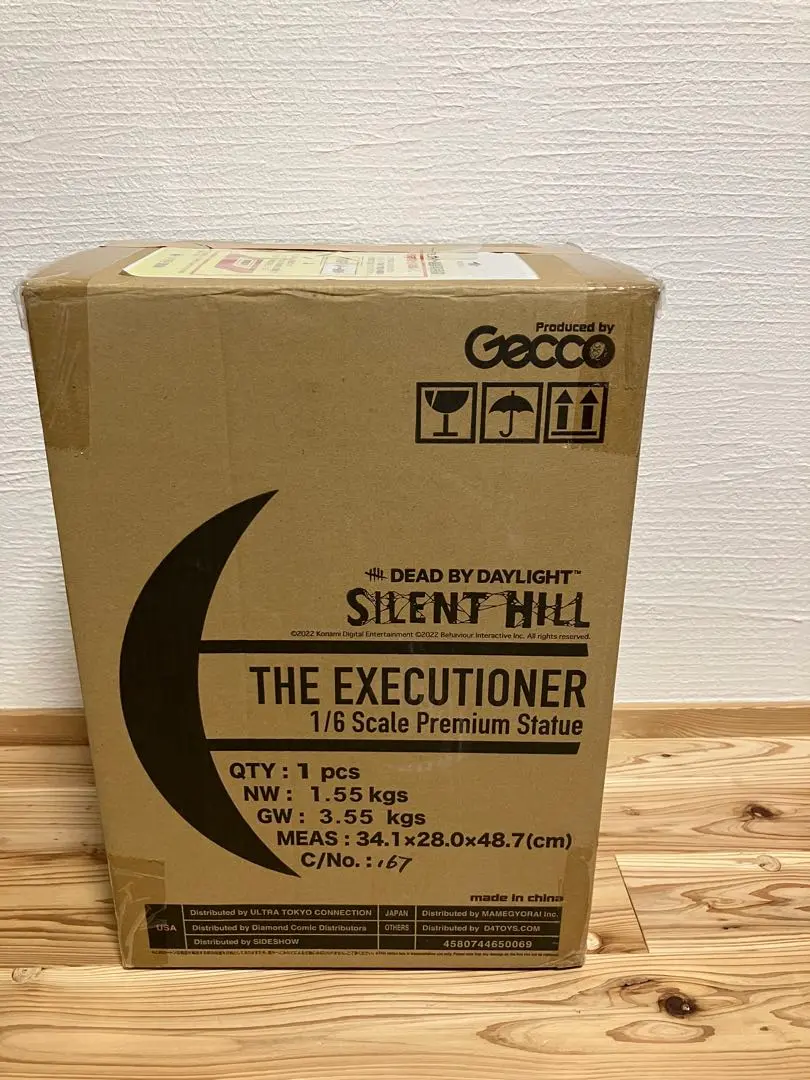 Produced by
Gecco
DEAD BY DAYLIGHT™
SILENT HILL
©2022 Konami Digital Entertainment ©2022 Behaviour Interactive Inc. All rights reserved.
THE EXECUTIONER
1/6 Scale Premium Statue
QTY : 1 pcs
NW : 1.55 kgs
GW : 3.55 kgs
MEAS : 34.1×28.0×48.7(cm)
C/No. : 167
made in china
USA
Distributed by ULTRA TOKYO CONNECTION
Distributed by Diamond Comic Distributors
Distributed by SIDESHOW
JAPAN
Distributed by MAMEGYORAI Inc.
OTHERS
Distributed by D4TOYS.COM
4580744650069